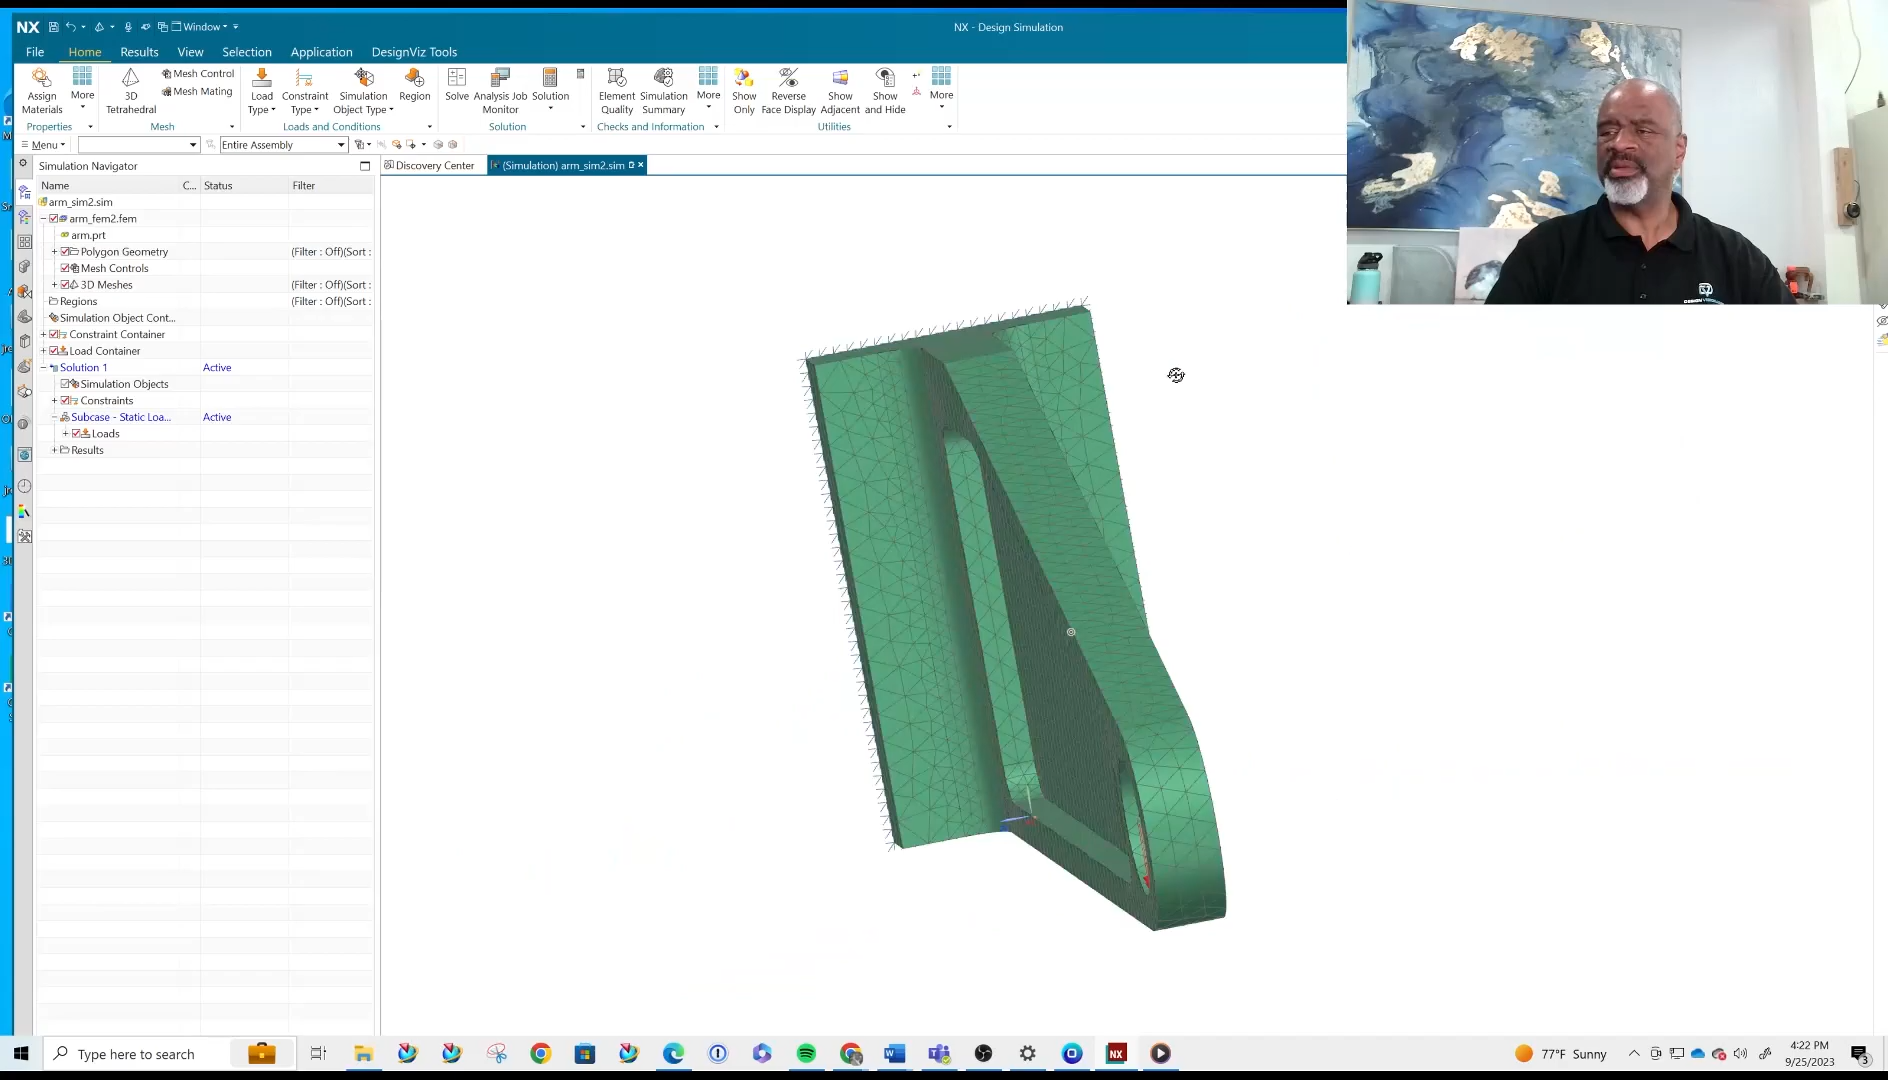 NX Window
NX - Design Simulation
File Home Results View Selection Application DesignViz Tools
Assign Materials
More
3D Tetrahedral
Mesh Control
Mesh Mating
Load Type
Constraint Type
Simulation Object Type
Region
Solve
Analysis Job Monitor
Solution
Element Quality
Simulation Summary
More
Show Only
Reverse Face Display
Show Adjacent
Show and Hide
More
Properties Mesh Loads and Conditions Solution Checks and Information Utilities
Menu Entire Assembly
Simulation Navigator
Discovery Center (Simulation) arm_sim2.sim
Name C... Status Filter
arm_sim2.sim
arm_fem2.fem
arm.prt
Polygon Geometry (Filter : Off)(Sort :
Mesh Controls
3D Meshes (Filter : Off)(Sort :
Regions (Filter : Off)(Sort :
Simulation Object Cont...
Constraint Container
Load Container
Solution 1 Active
Simulation Objects
Constraints
Subcase - Static Loa... Active
Loads
Results
Type here to search
77°F Sunny
4:22 PM
9/25/2023
3